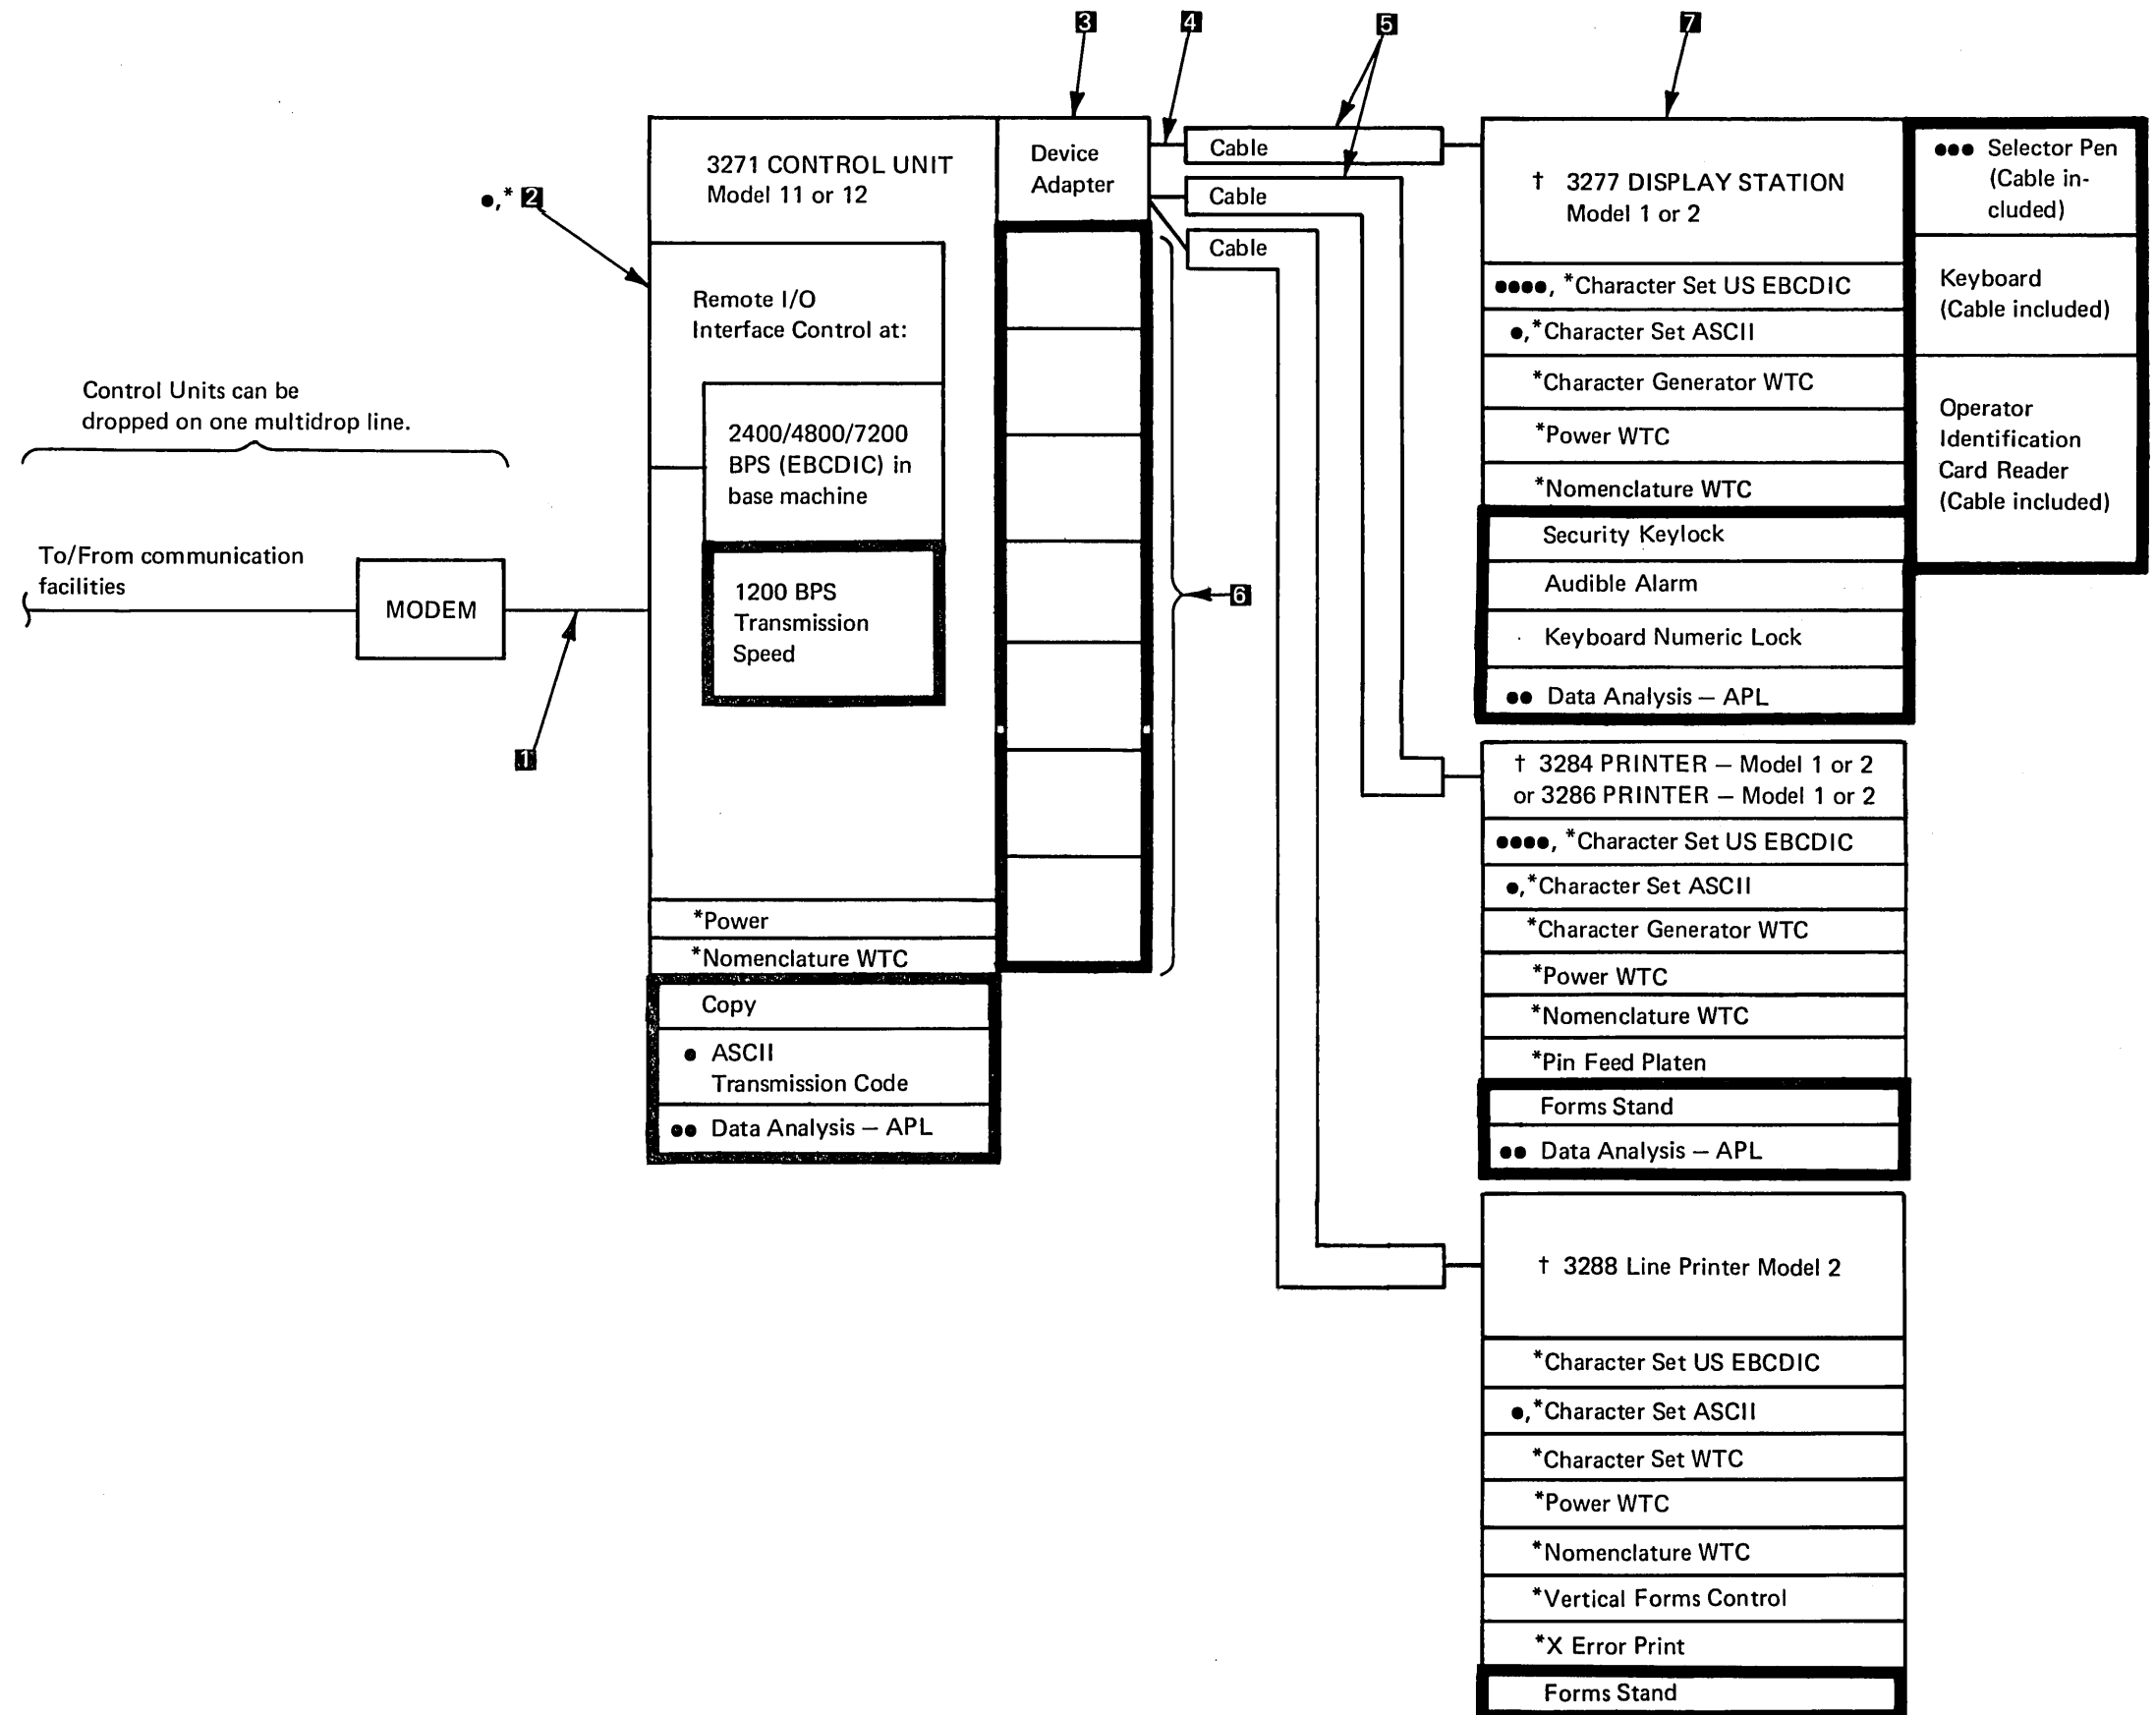 3
4
5
7
●,* 2
3271 CONTROL UNIT
Model 11 or 12
Device
Adapter
Cable
Cable
Cable
† 3277 DISPLAY STATION
Model 1 or 2
●●● Selector Pen
(Cable in-
cluded)
Keyboard
(Cable included)
Operator
Identification
Card Reader
(Cable included)
Remote I/O
Interface Control at:
2400/4800/7200
BPS (EBCDIC) in
base machine
1200 BPS
Transmission
Speed
Control Units can be
dropped on one multidrop line.
To/From communication
facilities
MODEM
1
6
●●●●, *Character Set US EBCDIC
●,*Character Set ASCII
*Character Generator WTC
*Power WTC
*Nomenclature WTC
Security Keylock
Audible Alarm
Keyboard Numeric Lock
●● Data Analysis — APL
*Power
*Nomenclature WTC
Copy
● ASCII
Transmission Code
●● Data Analysis — APL
† 3284 PRINTER — Model 1 or 2
or 3286 PRINTER — Model 1 or 2
●●●●, *Character Set US EBCDIC
●,*Character Set ASCII
*Character Generator WTC
*Power WTC
*Nomenclature WTC
*Pin Feed Platen
Forms Stand
●● Data Analysis — APL
† 3288 Line Printer Model 2
*Character Set US EBCDIC
●,*Character Set ASCII
*Character Set WTC
*Power WTC
*Nomenclature WTC
*Vertical Forms Control
*X Error Print
Forms Stand